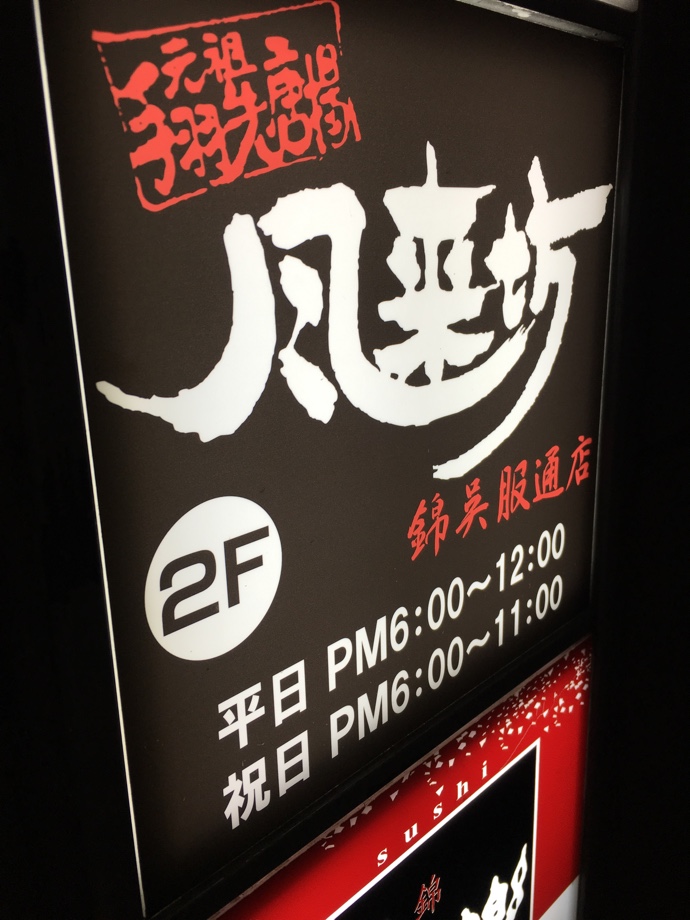 元祖
手羽先唐揚
風来坊
錦呉服通店
2F
平日 PM6:00～12:00
祝日 PM6:00～11:00
sushi
錦